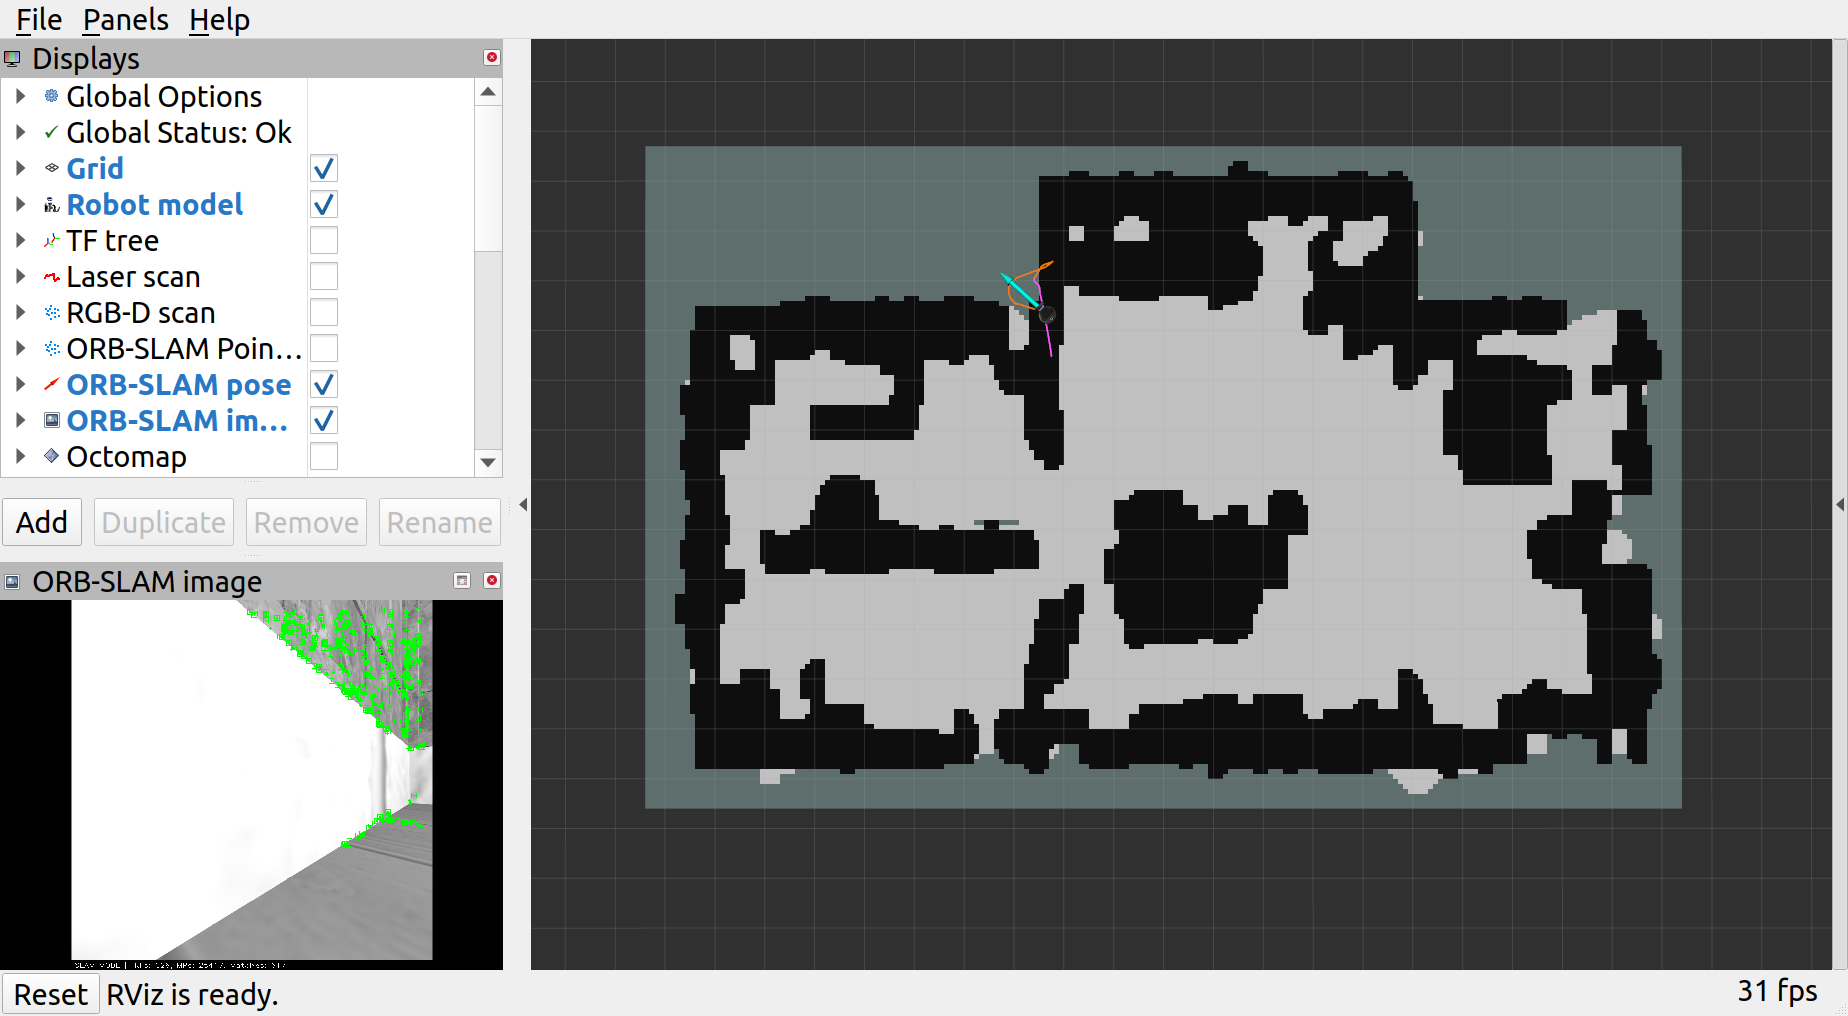 File Panels Help
Displays
Global Options
Global Status: Ok
Grid
Robot model
TF tree
Laser scan
RGB-D scan
ORB-SLAM Poin...
ORB-SLAM pose
ORB-SLAM im...
Octomap
Add Duplicate Remove Rename
ORB-SLAM image
SLAM MODE |
Reset RViz is ready.
31 fps